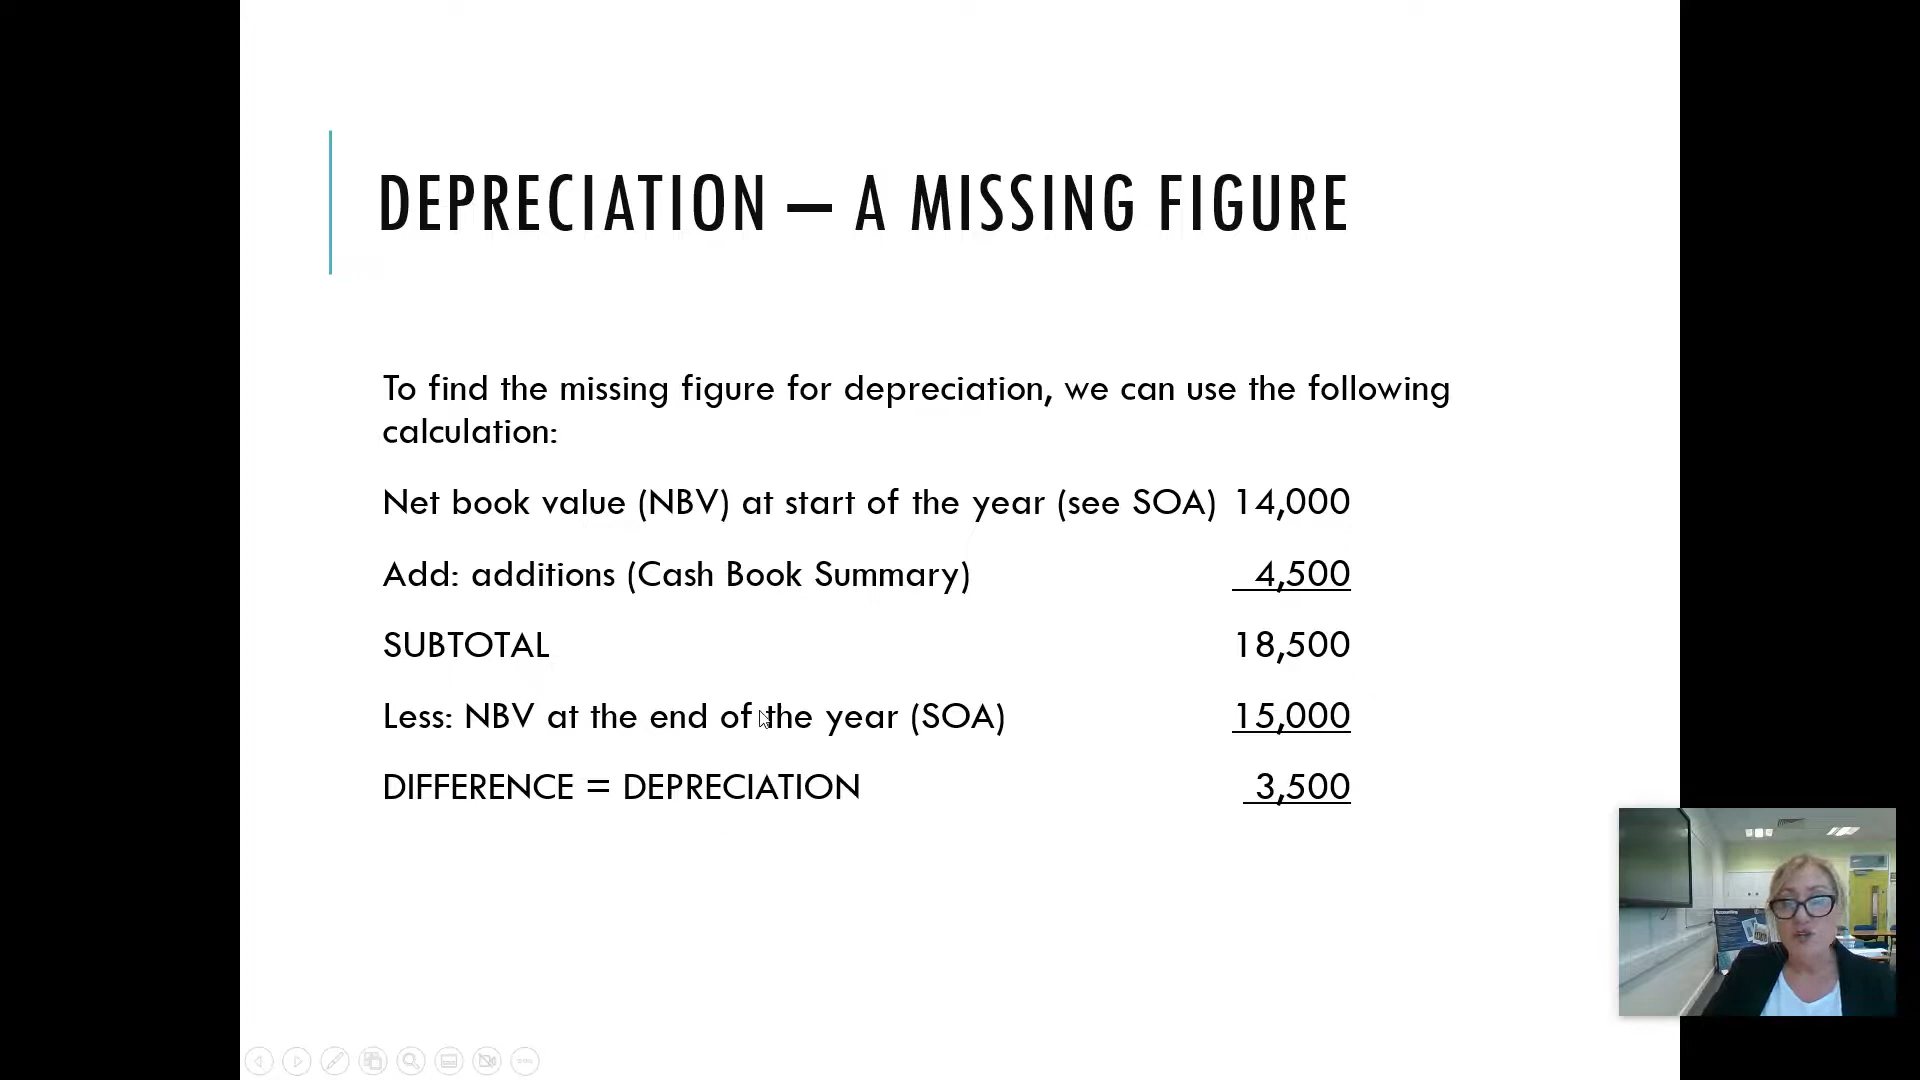 DEPRECIATION – A MISSING FIGURE
To find the missing figure for depreciation, we can use the following
calculation:
Net book value (NBV) at start of the year (see SOA) 14,000
Add: additions (Cash Book Summary) 4,500
SUBTOTAL 18,500
Less: NBV at the end of the year (SOA) 15,000
DIFFERENCE = DEPRECIATION 3,500
Accounting